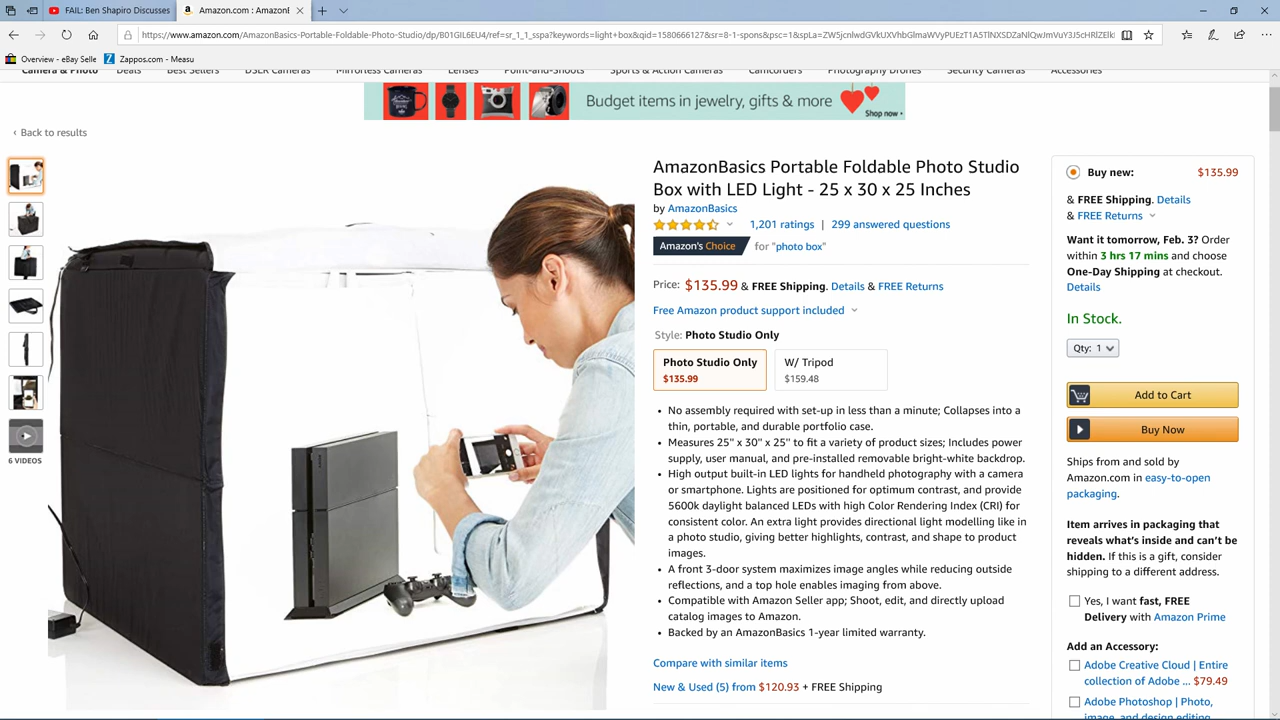 FAIL: Ben Shapiro Discusses
Amazon.com : AmazonB
https://www.amazon.com/AmazonBasics-Portable-Foldable-Photo-Studio/dp/B01GIL6EU4/ref=sr_1_1_sspa?keywords=light+box&qid=1580666127&sr=8-1-spons&psc=1&spLa=
Overview - eBay Selle
Zappos.com - Measu
Camera & Photo Deals Best Sellers DSLR Cameras Mirrorless Cameras Lenses Point-and-Shoots Sports & Action Cameras Camcorders Photography Drones Security Cameras Accessories
Budget items in jewelry, gifts & more
Shop now ›
‹ Back to results
6 VIDEOS
AmazonBasics Portable Foldable Photo Studio
Box with LED Light - 25 x 30 x 25 Inches
by AmazonBasics
1,201 ratings | 299 answered questions
Amazon's Choice for "photo box"
Price: $135.99 & FREE Shipping. Details & FREE Returns
Free Amazon product support included
Style: Photo Studio Only
Photo Studio Only
$135.99
W/ Tripod
$159.48
• No assembly required with set-up in less than a minute; Collapses into a
thin, portable, and durable portfolio case.
• Measures 25" x 30" x 25" to fit a variety of product sizes; Includes power
supply, user manual, and pre-installed removable bright-white backdrop.
• High output built-in LED lights for handheld photography with a camera
or smartphone. Lights are positioned for optimum contrast, and provide
5600k daylight balanced LEDs with high Color Rendering Index (CRI) for
consistent color. An extra light provides directional light modelling like in
a photo studio, giving better highlights, contrast, and shape to product
images.
• A front 3-door system maximizes image angles while reducing outside
reflections, and a top hole enables imaging from above.
• Compatible with Amazon Seller app; Shoot, edit, and directly upload
catalog images to Amazon.
• Backed by an AmazonBasics 1-year limited warranty.
Compare with similar items
New & Used (5) from $120.93 + FREE Shipping
Buy new: $135.99
& FREE Shipping. Details
& FREE Returns
Want it tomorrow, Feb. 3? Order
within 3 hrs 17 mins and choose
One-Day Shipping at checkout.
Details
In Stock.
Qty: 1
Add to Cart
Buy Now
Ships from and sold by
Amazon.com in easy-to-open
packaging.
Item arrives in packaging that
reveals what's inside and can't be
hidden. If this is a gift, consider
shipping to a different address.
Yes, I want fast, FREE
Delivery with Amazon Prime
Add an Accessory:
Adobe Creative Cloud | Entire
collection of Adobe ... $79.49
Adobe Photoshop | Photo,
image, and design editing